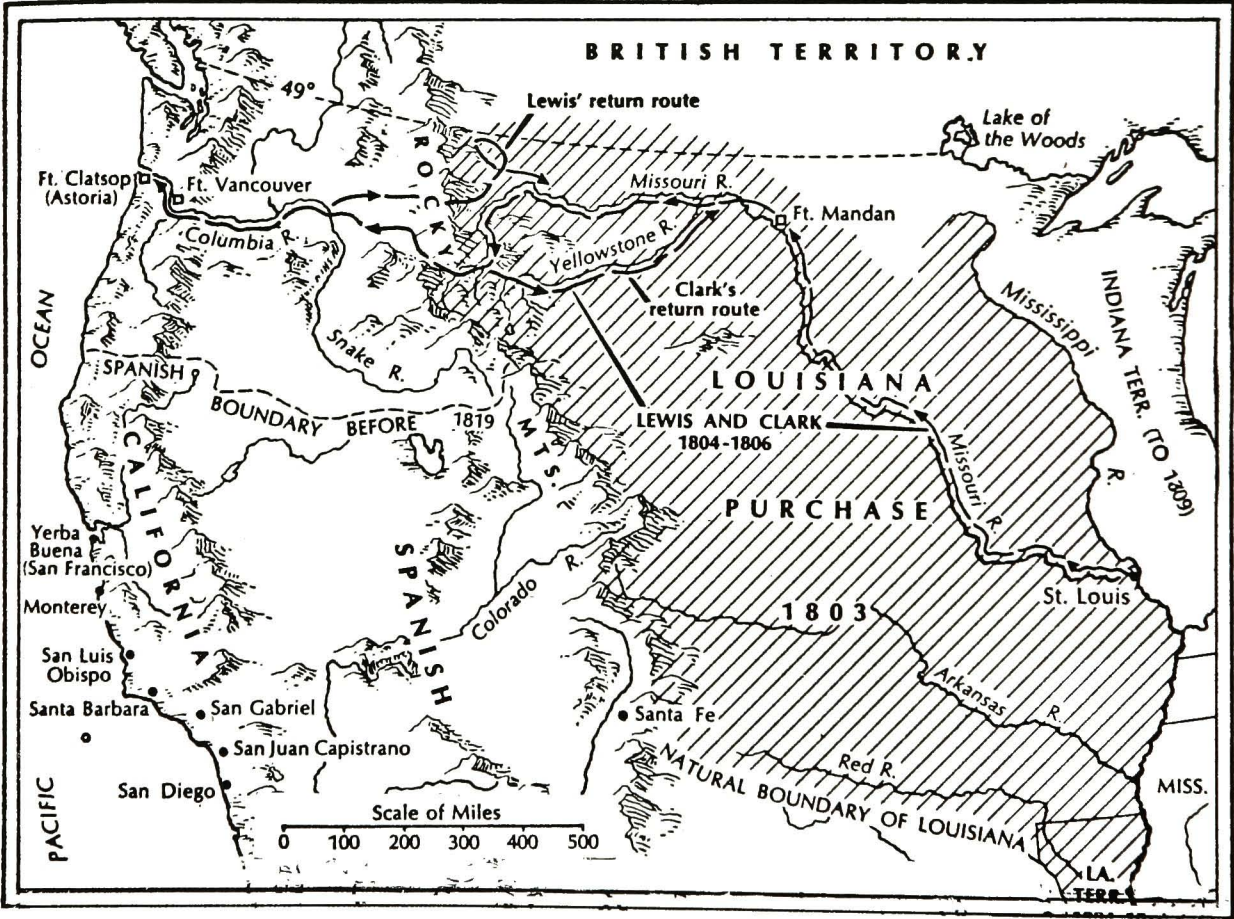 BRITISH TERRITORY
49°
Lewis' return route
Lake of
the Woods
ROCKY
Ft. Clatsop
(Astoria)
Ft. Vancouver
Missouri R.
Ft. Mandan
Columbia R.
Yellowstone R.
Clark's
return route
Mississippi R.
INDIANA TERR. (TO 1809)
OCEAN
Snake R.
SPANISH
BOUNDARY BEFORE 1819
LOUISIANA
LEWIS AND CLARK
1804-1806
MTS.
Missouri R.
CALIFORNIA
PURCHASE
Yerba
Buena
(San Francisco)
SPANISH
Colorado R.
Monterey
1803
St. Louis
San Luis
Obispo
Arkansas R.
Santa Barbara
San Gabriel
Santa Fe
San Juan Capistrano
Red R.
NATURAL BOUNDARY OF LOUISIANA
San Diego
MISS.
PACIFIC
Scale of Miles
0 100 200 300 400 500
LA.
TERR.